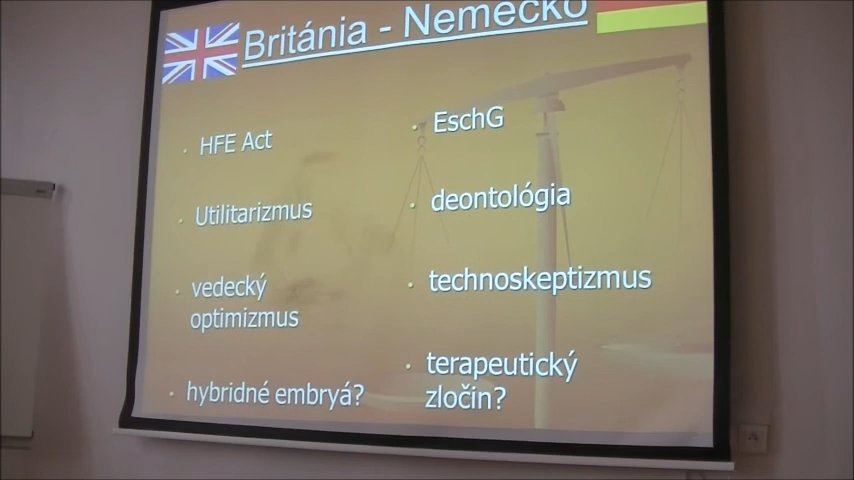 Británia - Nemecko
HFE Act
Utilitarizmus
vedecký
optimizmus
hybridné embryá?
EschG
deontológia
technoskeptizmus
terapeutický
zločin?